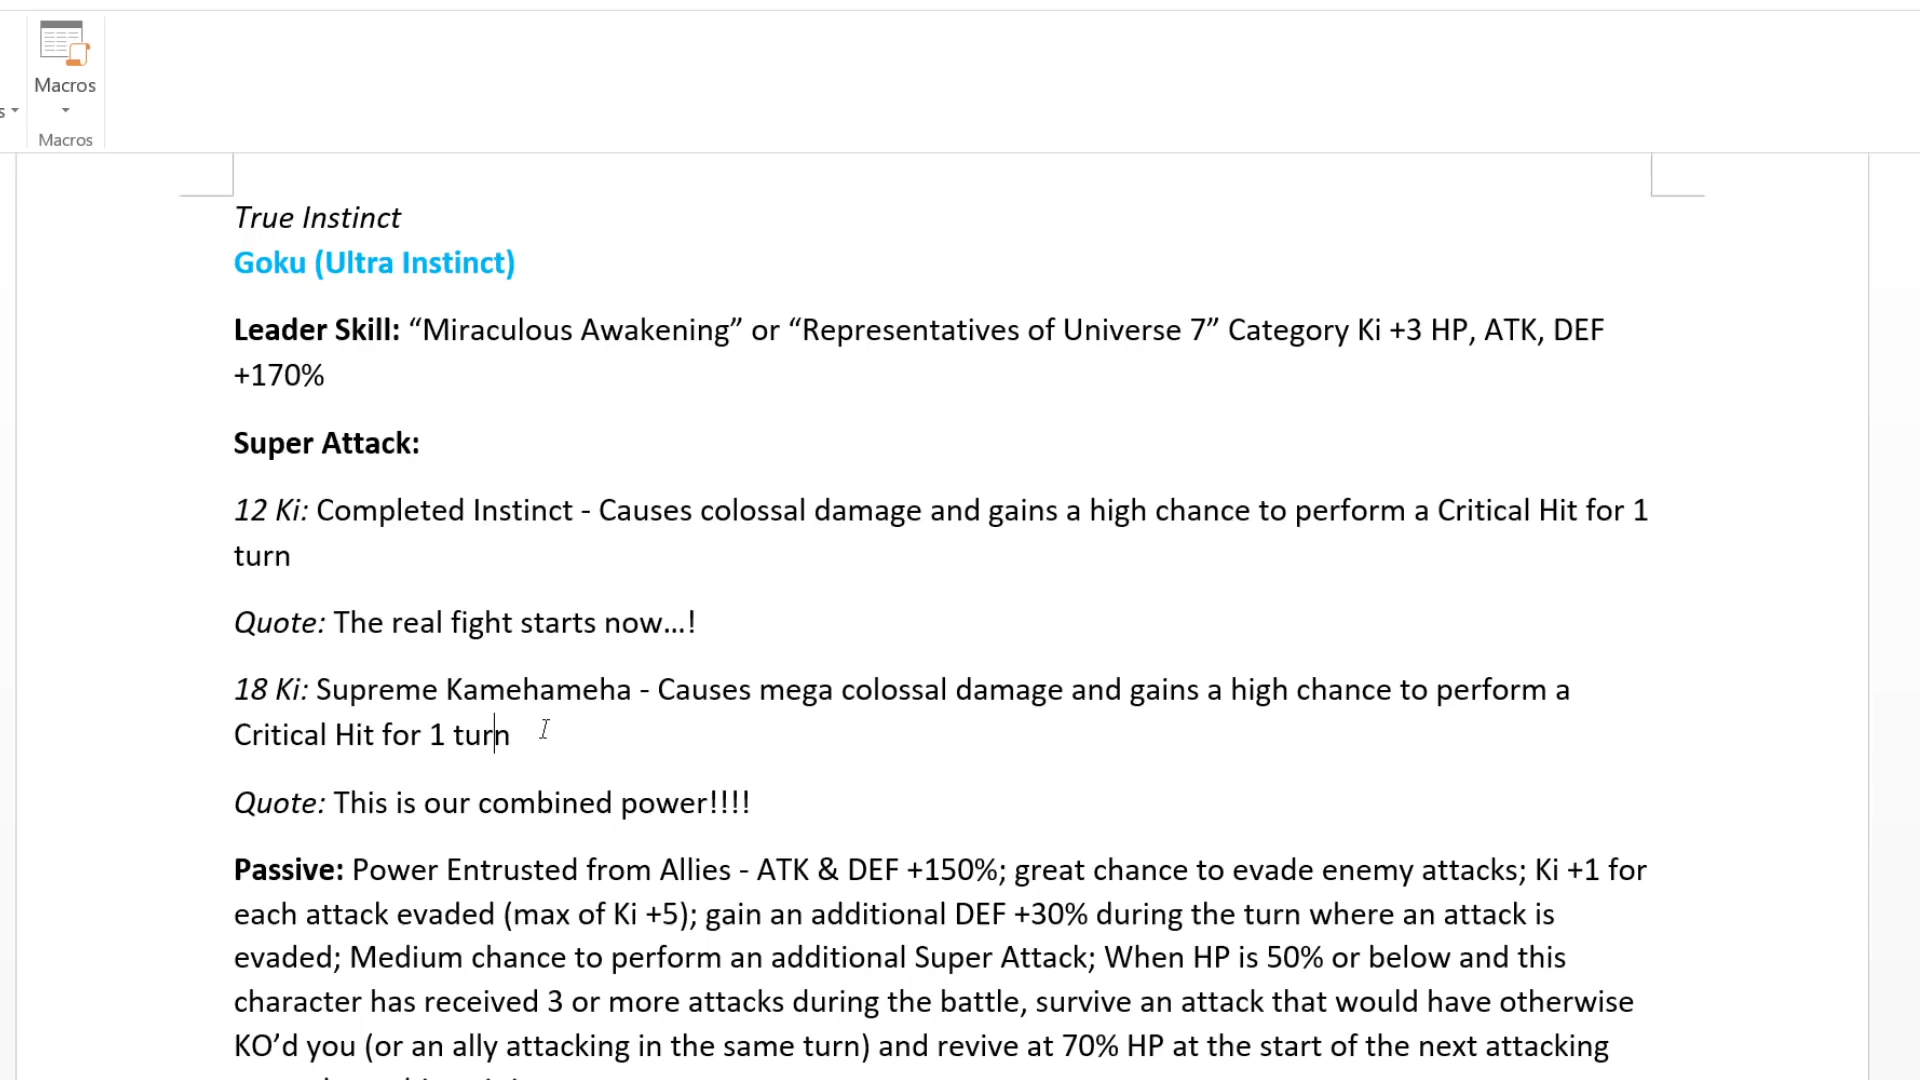 Macros
Macros
True Instinct
Goku (Ultra Instinct)
Leader Skill: “Miraculous Awakening” or “Representatives of Universe 7” Category Ki +3 HP, ATK, DEF
+170%
Super Attack:
12 Ki: Completed Instinct - Causes colossal damage and gains a high chance to perform a Critical Hit for 1
turn
Quote: The real fight starts now…!
18 Ki: Supreme Kamehameha - Causes mega colossal damage and gains a high chance to perform a
Critical Hit for 1 turn
Quote: This is our combined power!!!!
Passive: Power Entrusted from Allies - ATK & DEF +150%; great chance to evade enemy attacks; Ki +1 for
each attack evaded (max of Ki +5); gain an additional DEF +30% during the turn where an attack is
evaded; Medium chance to perform an additional Super Attack; When HP is 50% or below and this
character has received 3 or more attacks during the battle, survive an attack that would have otherwise
KO’d you (or an ally attacking in the same turn) and revive at 70% HP at the start of the next attacking